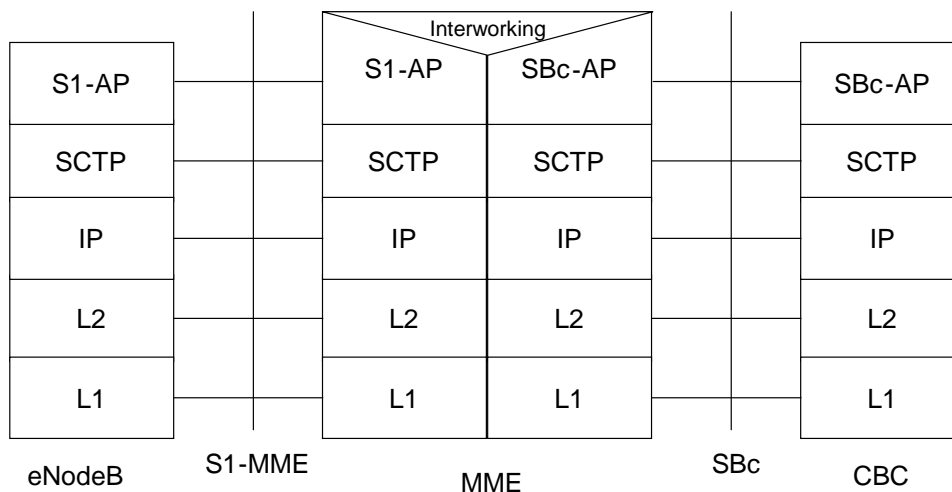 Interworking
S1-AP S1-AP SBc-AP SBc-AP
SCTP SCTP SCTP SCTP
IP IP IP IP
L2 L2 L2 L2
L1 L1 L1 L1
eNodeB S1-MME MME SBc CBC